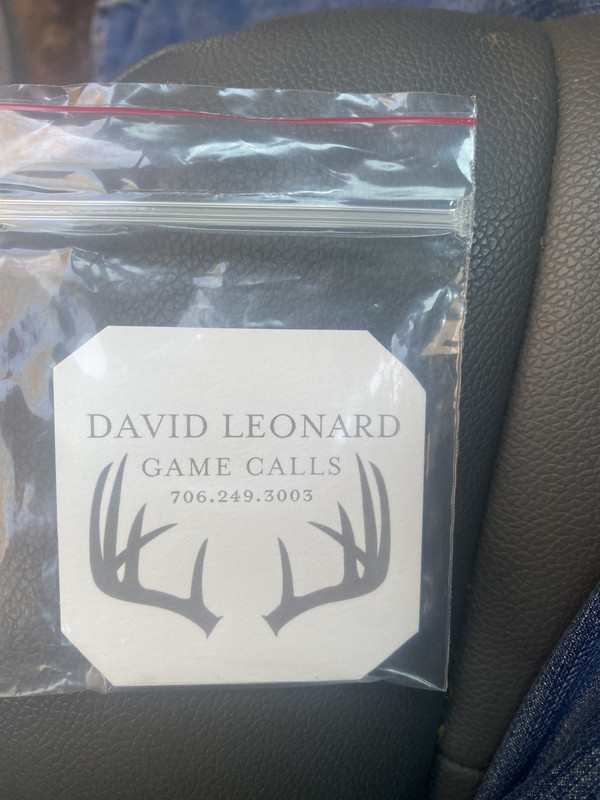 DAVID LEONARD
GAME CALLS
706.249.3003